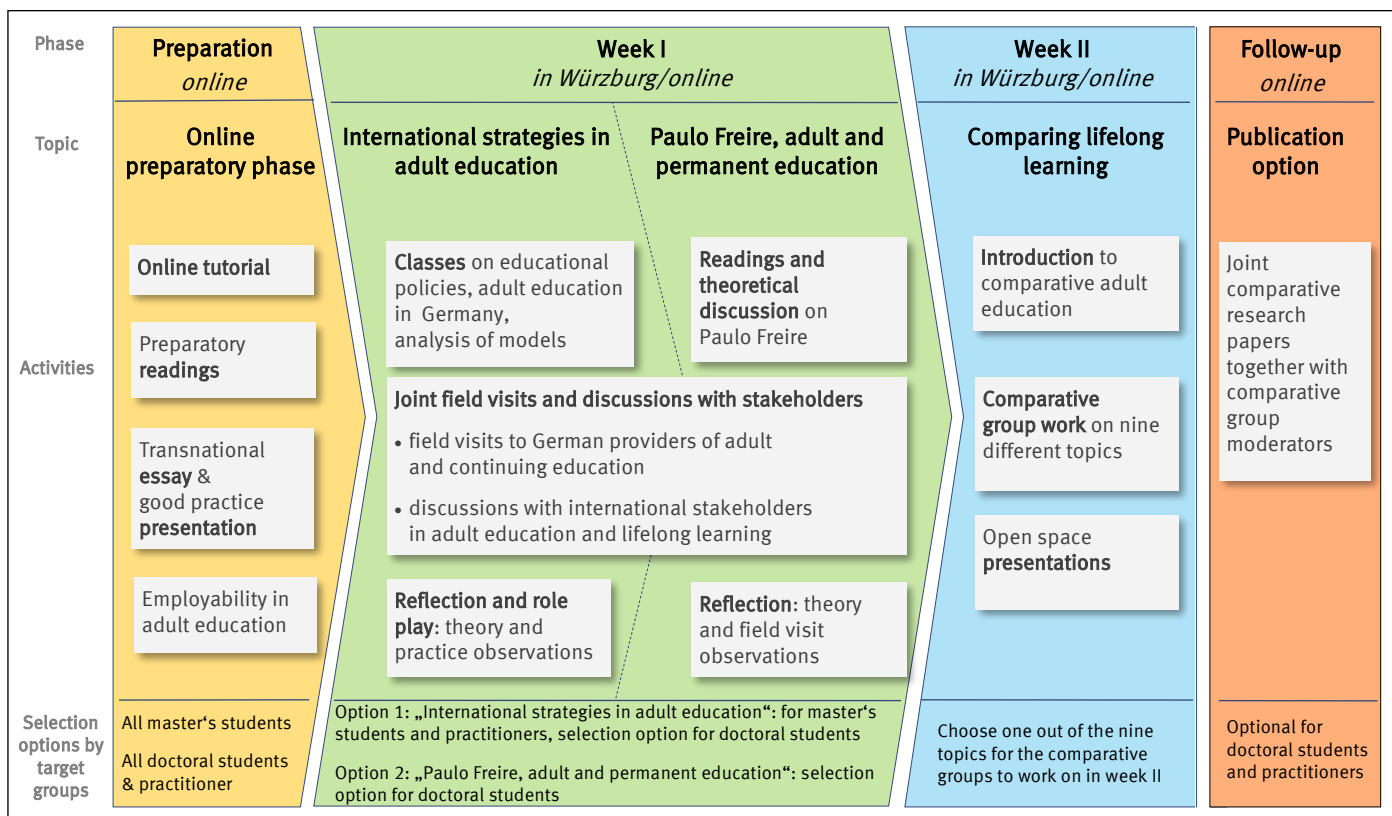 Phase
Preparation
online
Week I
in Würzburg/online
Week II
in Würzburg/online
Follow-up
online
Topic
Online
preparatory phase
International strategies in
adult education
Paulo Freire, adult and
permanent education
Comparing lifelong
learning
Publication
option
Activities
Online tutorial
Preparatory
readings
Transnational
essay &
good practice
presentation
Employability in
adult education
Classes on educational
policies, adult education
in Germany,
analysis of models
Readings and
theoretical
discussion on
Paulo Freire
Joint field visits and discussions with stakeholders
• field visits to German providers of adult
and continuing education
• discussions with international stakeholders
in adult education and lifelong learning
Reflection and role
play: theory and
practice observations
Reflection: theory
and field visit
observations
Introduction to
comparative adult
education
Comparative
group work on nine
different topics
Open space
presentations
Joint
comparative
research
papers
together with
comparative
group
moderators
Selection
options by
target
groups
All master‘s students
All doctoral students
& practitioner
Option 1: „International strategies in adult education“: for master‘s
students and practitioners, selection option for doctoral students
Option 2: „Paulo Freire, adult and permanent education“: selection
option for doctoral students
Choose one out of the nine
topics for the comparative
groups to work on in week II
Optional for
doctoral students
and practitioners